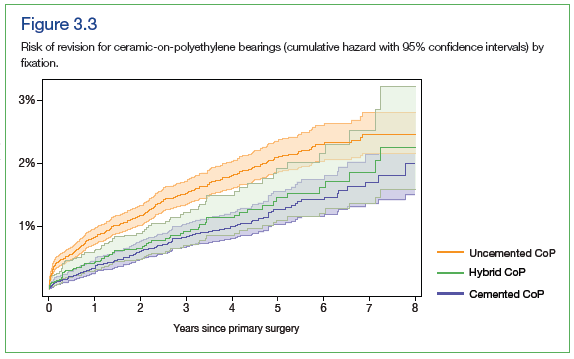 Figure 3.3
Risk of revision for ceramic-on-polyethylene bearings (cumulative hazard with 95% confidence intervals) by
fixation.
3%
2%
1%
0 1 2 3 4 5 6 7 8
Years since primary surgery
Uncemented CoP
Hybrid CoP
Cemented CoP